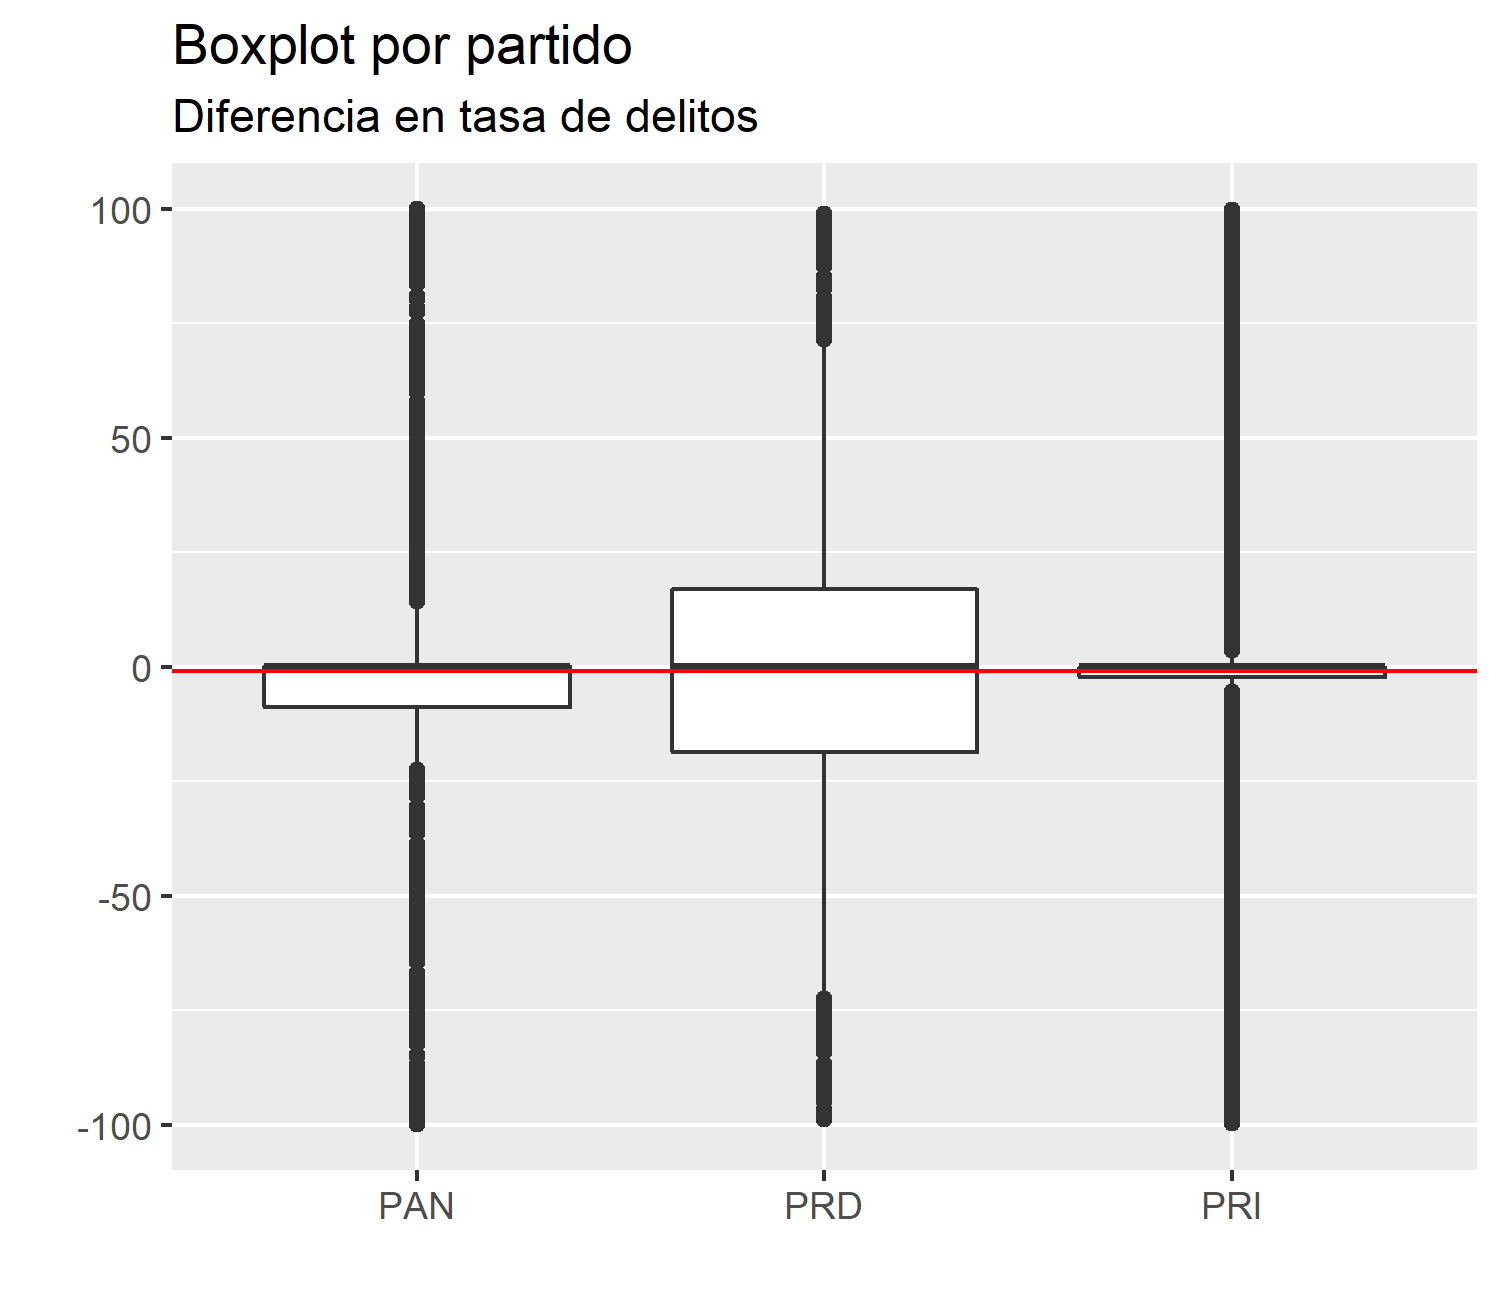 Boxplot por partido
Diferencia en tasa de delitos
100
50
0
-50
-100
PAN PRD PRI